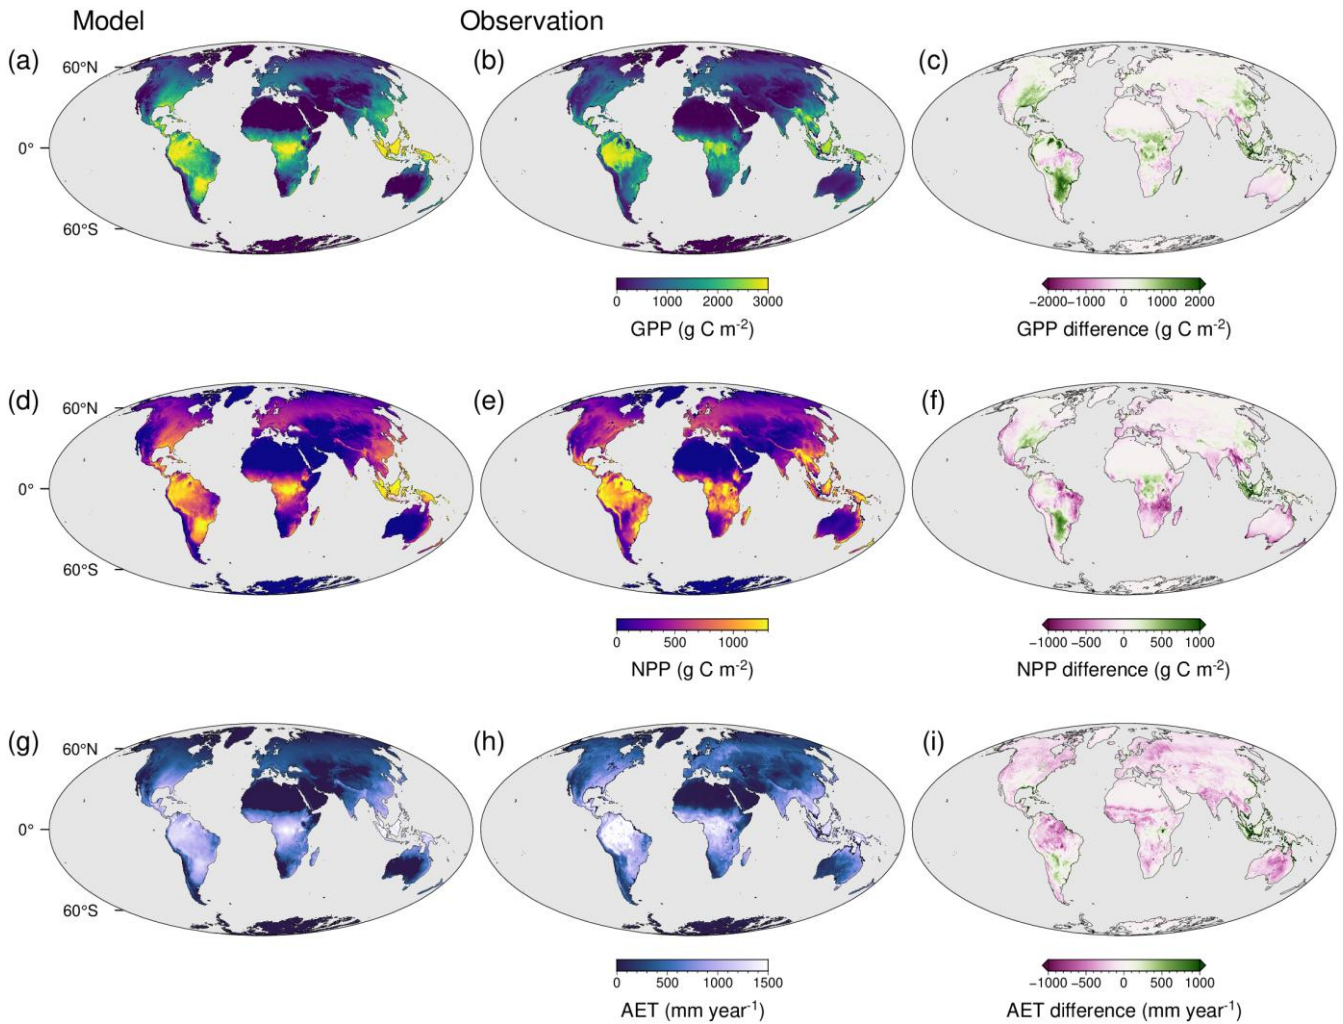 Model Observation
(a) (b) (c)
60°N
0°
60°S
0 1000 2000 3000
GPP (g C m-2)
−2000 −1000 0 1000 2000
GPP difference (g C m-2)
(d) (e) (f)
60°N
0°
60°S
0 500 1000
NPP (g C m-2)
−1000 −500 0 500 1000
NPP difference (g C m-2)
(g) (h) (i)
60°N
0°
60°S
0 500 1000 1500
AET (mm year-1)
−1000 −500 0 500 1000
AET difference (mm year-1)